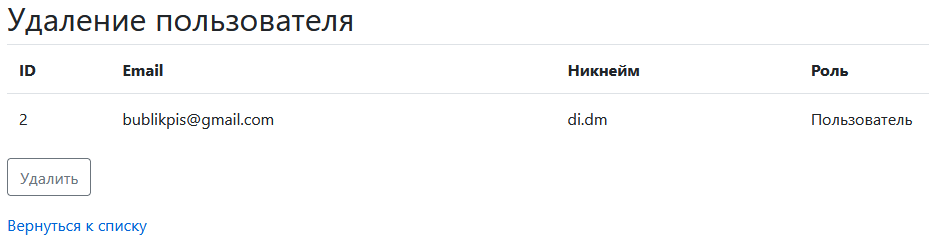 Удаление пользователя
ID Email Никнейм Роль
2 bublikpis@gmail.com di.dm Пользователь
Удалить
Вернуться к списку